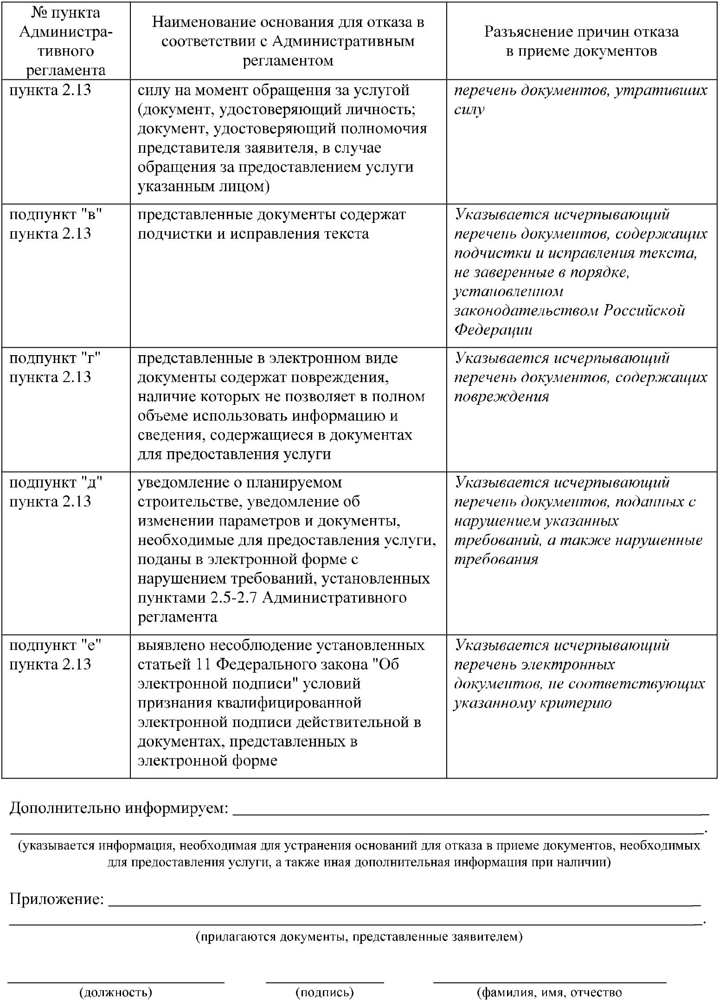 № пункта
Администра-
тивного
регламента
Наименование основания для отказа в
соответствии с Административным
регламентом
Разъяснение причин отказа
в приеме документов
пункта 2.13
силу на момент обращения за услугой
(документ, удостоверяющий личность;
документ, удостоверяющий полномочия
представителя заявителя, в случае
обращения за предоставлением услуги
указанным лицом)
перечень документов, утративших
силу
подпункт "в"
пункта 2.13
представленные документы содержат
подчистки и исправления текста
Указывается исчерпывающий
перечень документов, содержащих
подчистки и исправления текста,
не заверенные в порядке,
установленном
законодательством Российской
Федерации
подпункт "г"
пункта 2.13
представленные в электронном виде
документы содержат повреждения,
наличие которых не позволяет в полном
объеме использовать информацию и
сведения, содержащиеся в документах
для предоставления услуги
Указывается исчерпывающий
перечень документов, содержащих
повреждения
подпункт "д"
пункта 2.13
уведомление о планируемом
строительстве, уведомление об
изменении параметров и документы,
необходимые для предоставления услуги,
поданы в электронной форме с
нарушением требований, установленных
пунктами 2.5-2.7 Административного
регламента
Указывается исчерпывающий
перечень документов, поданных с
нарушением указанных
требований, а также нарушенные
требования
подпункт "е"
пункта 2.13
выявлено несоблюдение установленных
статьей 11 Федерального закона "Об
электронной подписи" условий
признания квалифицированной
электронной подписи действительной в
документах, представленных в
электронной форме
Указывается исчерпывающий
перечень электронных
документов, не соответствующих
указанному критерию
Дополнительно информируем:
.
(указывается информация, необходимая для устранения оснований для отказа в приеме документов, необходимых
для предоставления услуги, а также иная дополнительная информация при наличии)
Приложение:
.
(прилагаются документы, представленные заявителем)
(должность) (подпись) (фамилия, имя, отчество